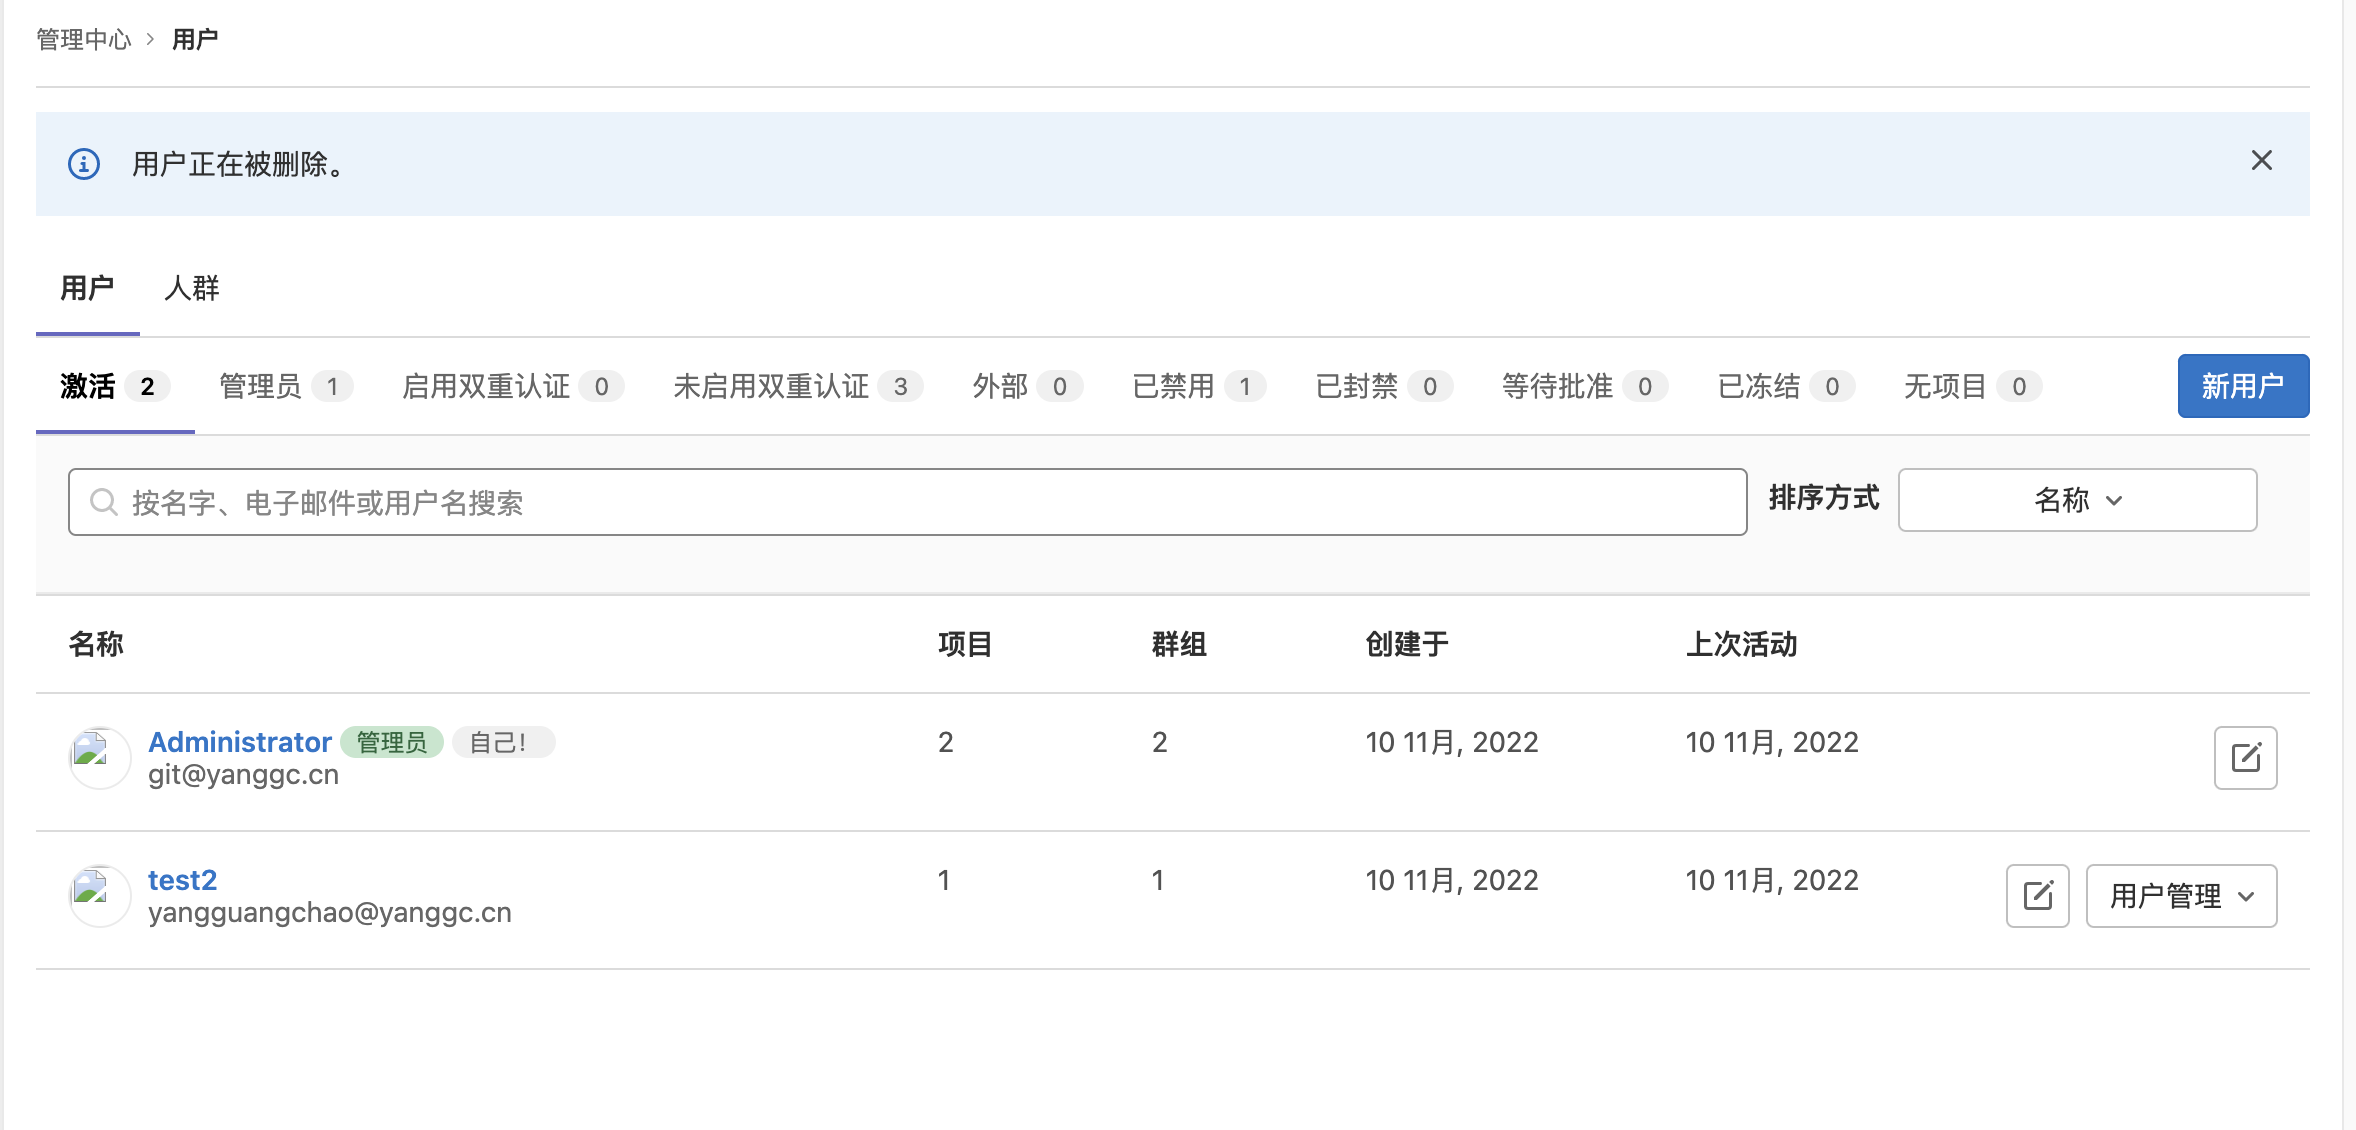 管理中心 › 用户
用户正在被删除。
用户 人群
激活 2 管理员 1 启用双重认证 0 未启用双重认证 3 外部 0 已禁用 1 已封禁 0 等待批准 0 已冻结 0 无项目 0 新用户
按名字、电子邮件或用户名搜索 排序方式 名称
名称 项目 群组 创建于 上次活动
Administrator 管理员 自己! 2 2 10 11月, 2022 10 11月, 2022
git@yanggc.cn
test2 1 1 10 11月, 2022 10 11月, 2022 用户管理
yangguangchao@yanggc.cn